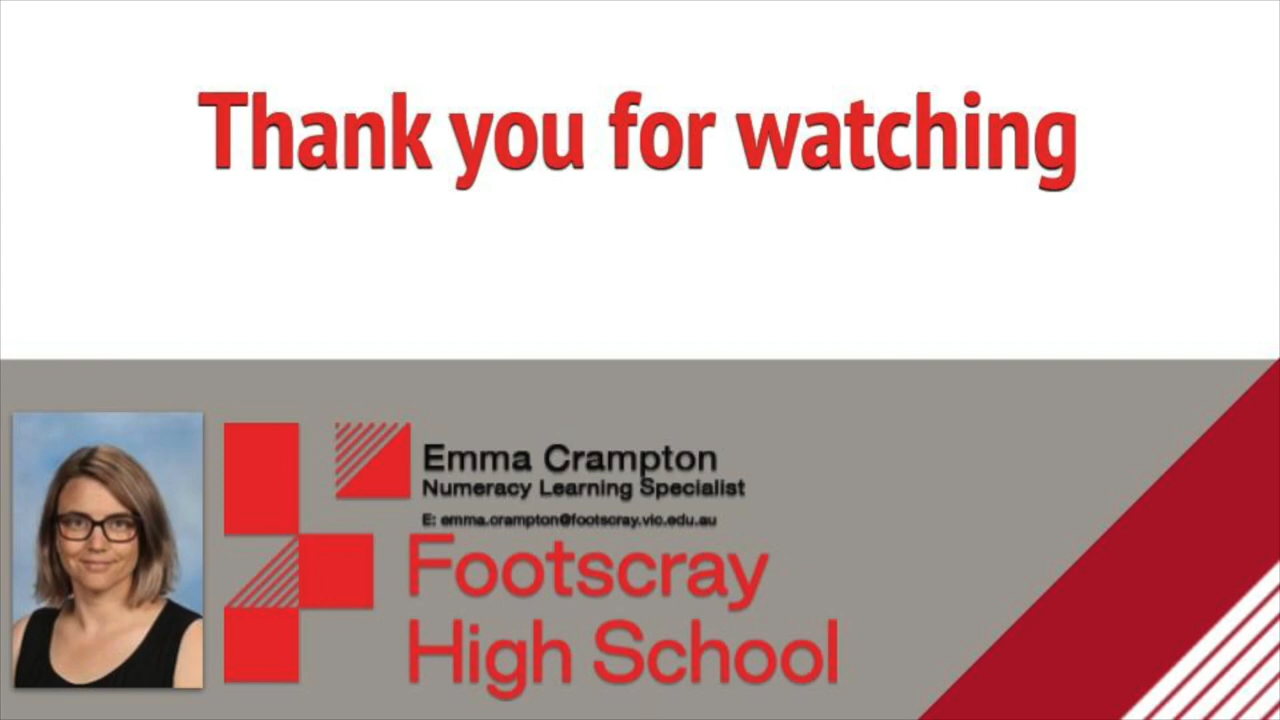 Thank you for watching
Emma Crampton
Numeracy Learning Specialist
E: emma.crampton@footscray.vic.edu.au
Footscray
High School